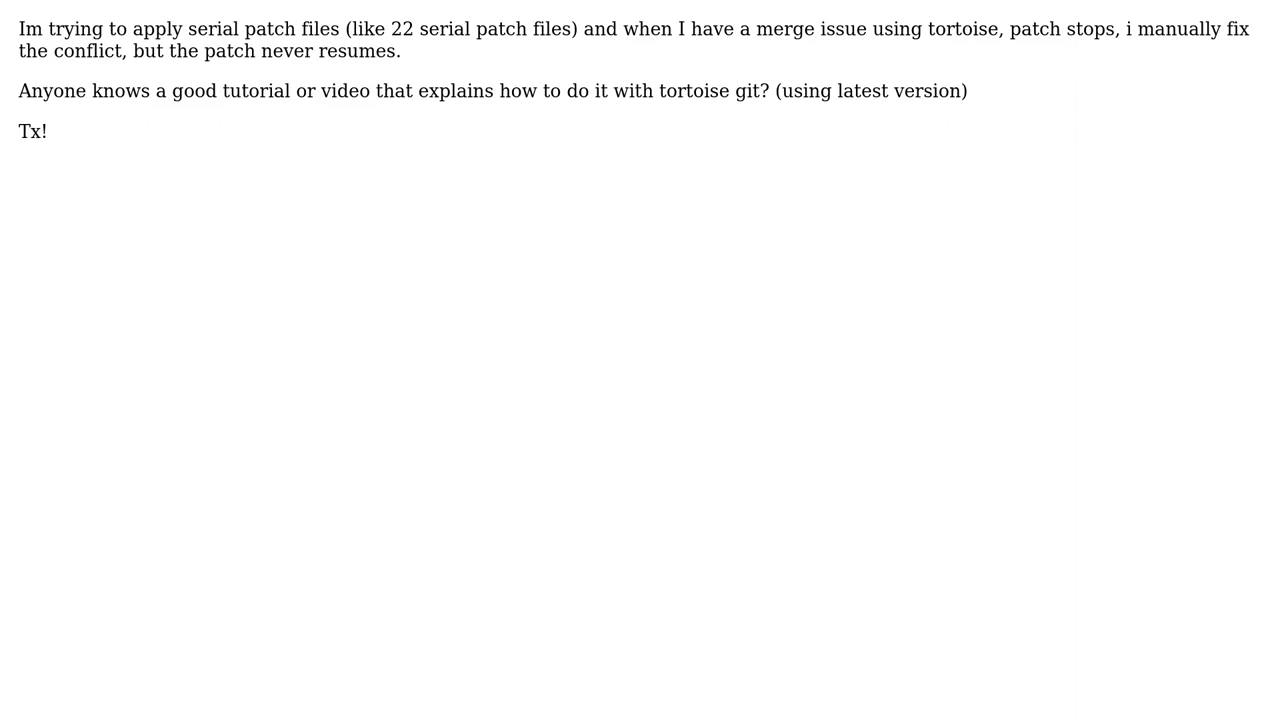 Im trying to apply serial patch files (like 22 serial patch files) and when I have a merge issue using tortoise, patch stops, i manually fix
the conflict, but the patch never resumes.
Anyone knows a good tutorial or video that explains how to do it with tortoise git? (using latest version)
Tx!